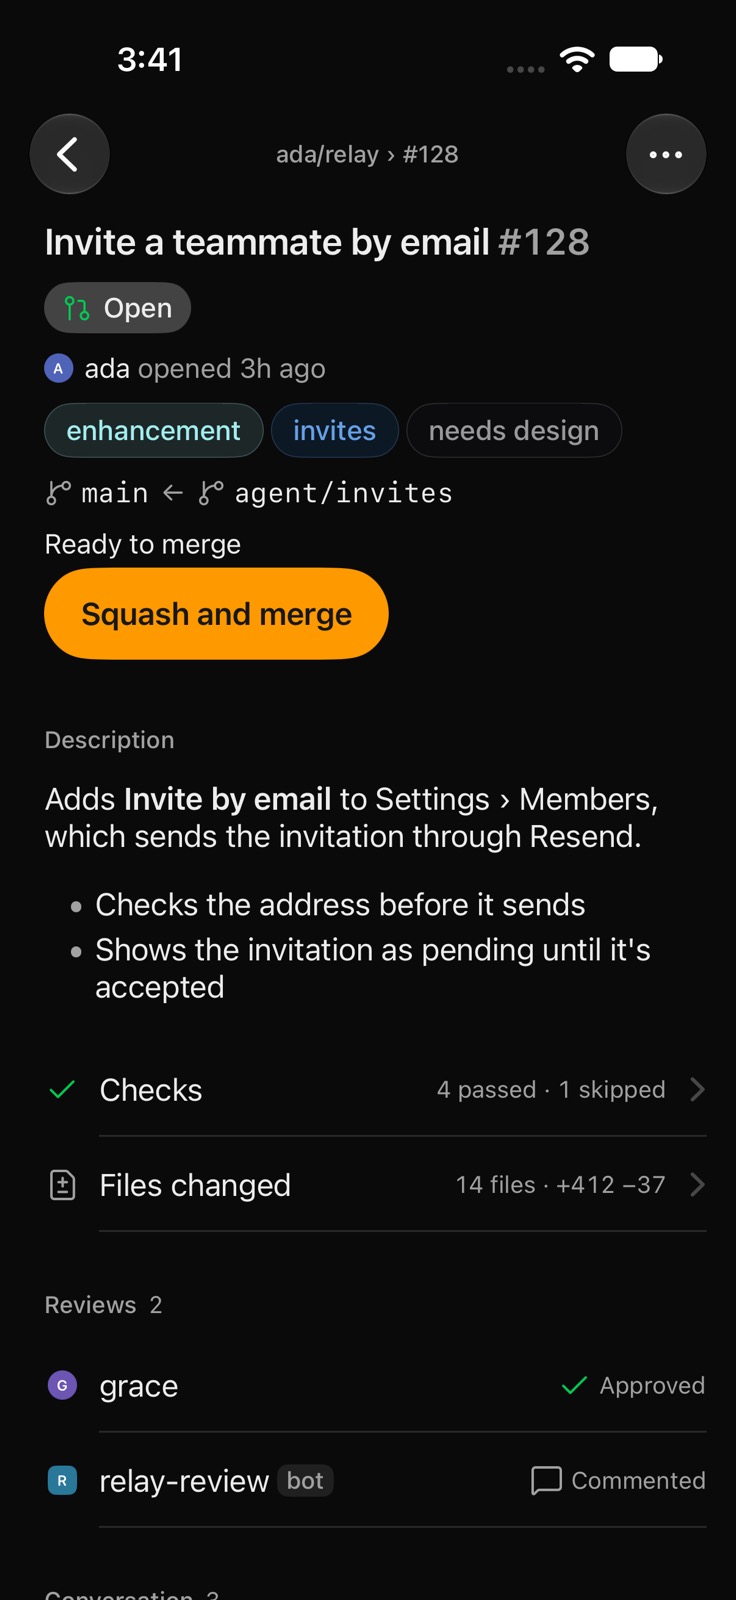 3:41
ada/relay › #128
Invite a teammate by email #128
Open
A ada opened 3h ago
enhancement invites needs design
main ← agent/invites
Ready to merge
Squash and merge
Description
Adds Invite by email to Settings › Members,
which sends the invitation through Resend.
• Checks the address before it sends
• Shows the invitation as pending until it's
accepted
Checks 4 passed · 1 skipped
Files changed 14 files · +412 −37
Reviews 2
G grace Approved
R relay-review bot Commented
Conversation 3